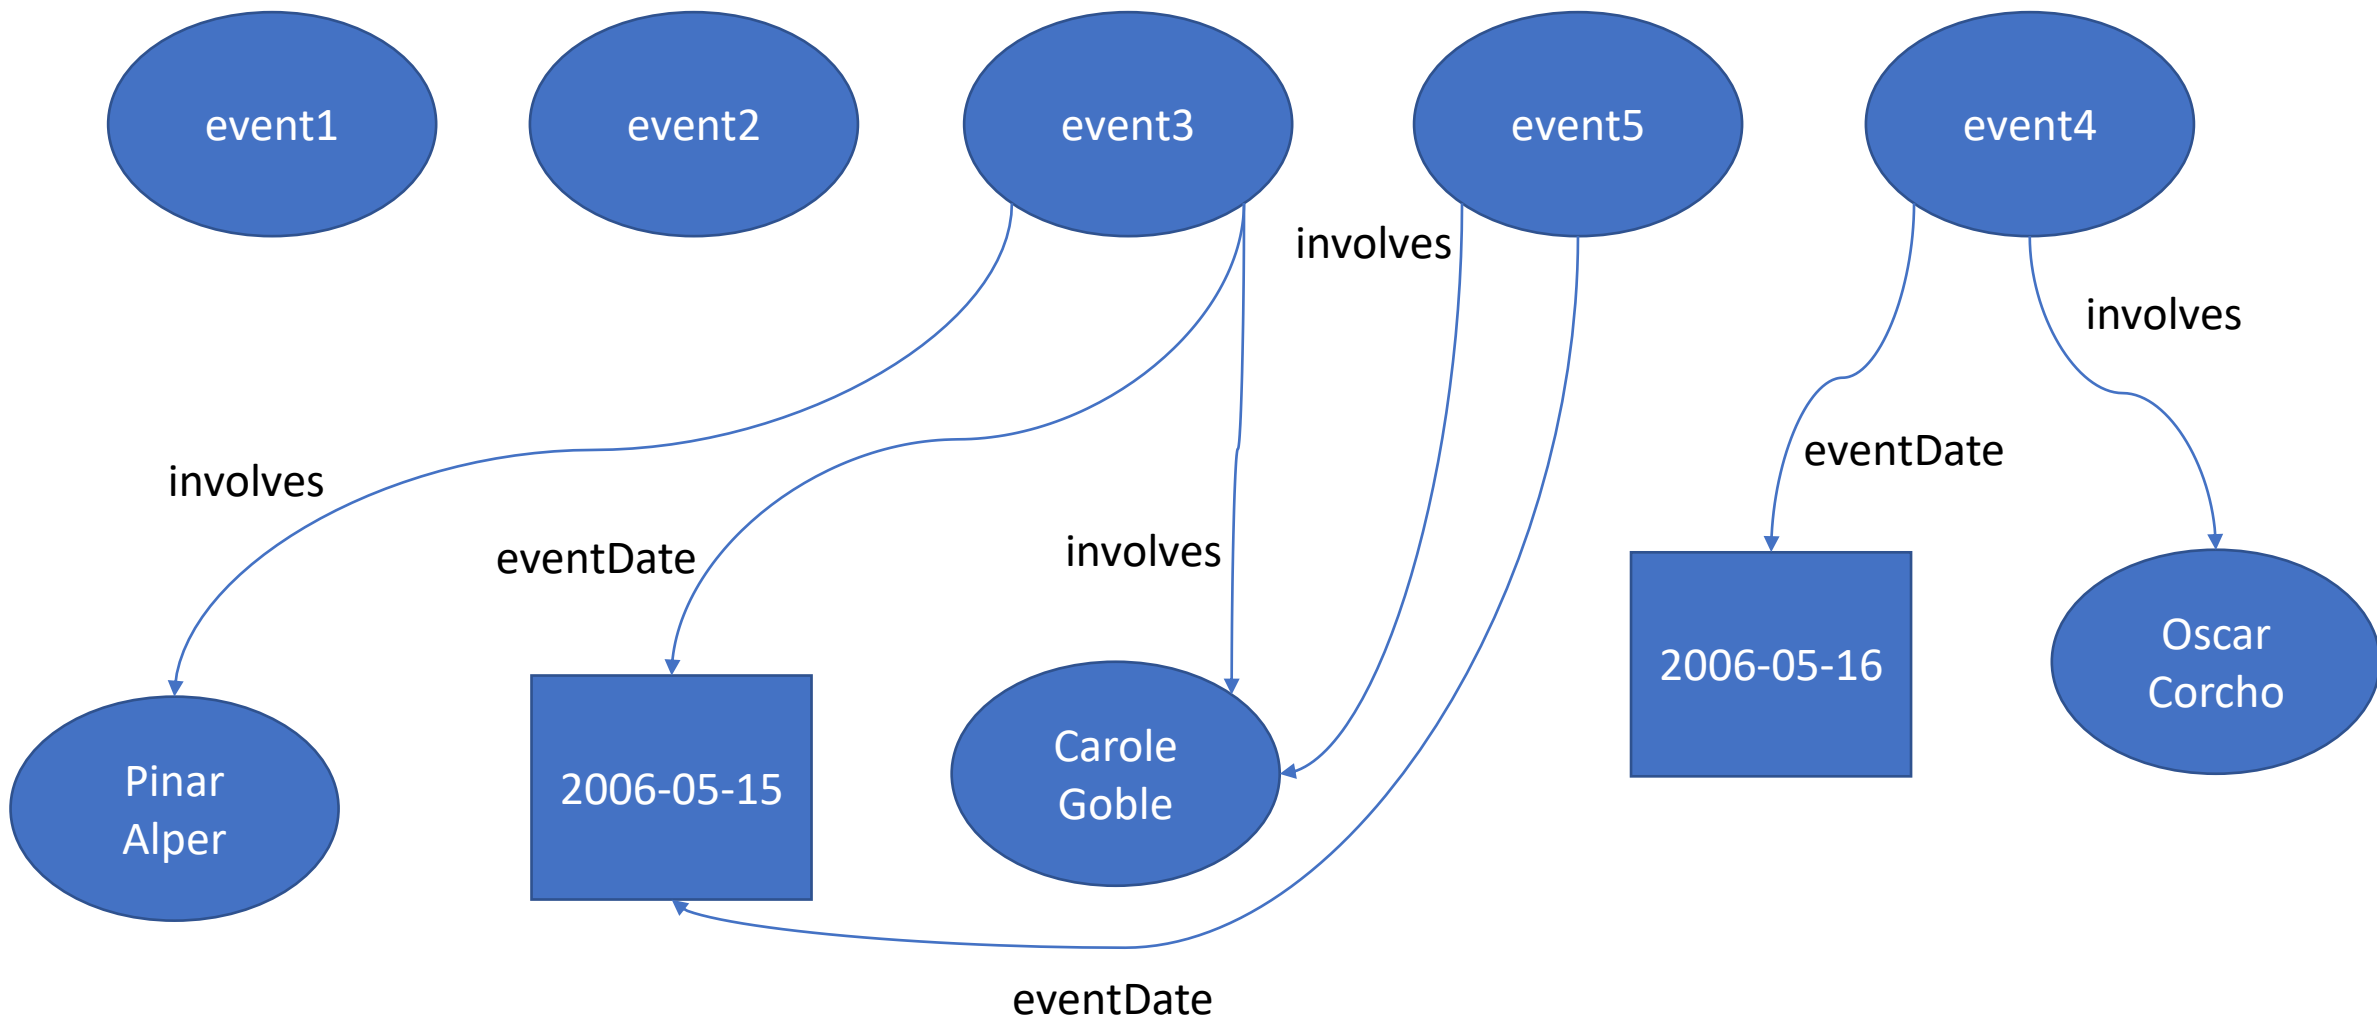 event1
event2
event3
event5
event4
involves
involves
eventDate
involves
involves
eventDate
Oscar
Corcho
2006-05-16
Carole
Goble
Pinar
Alper
2006-05-15
eventDate